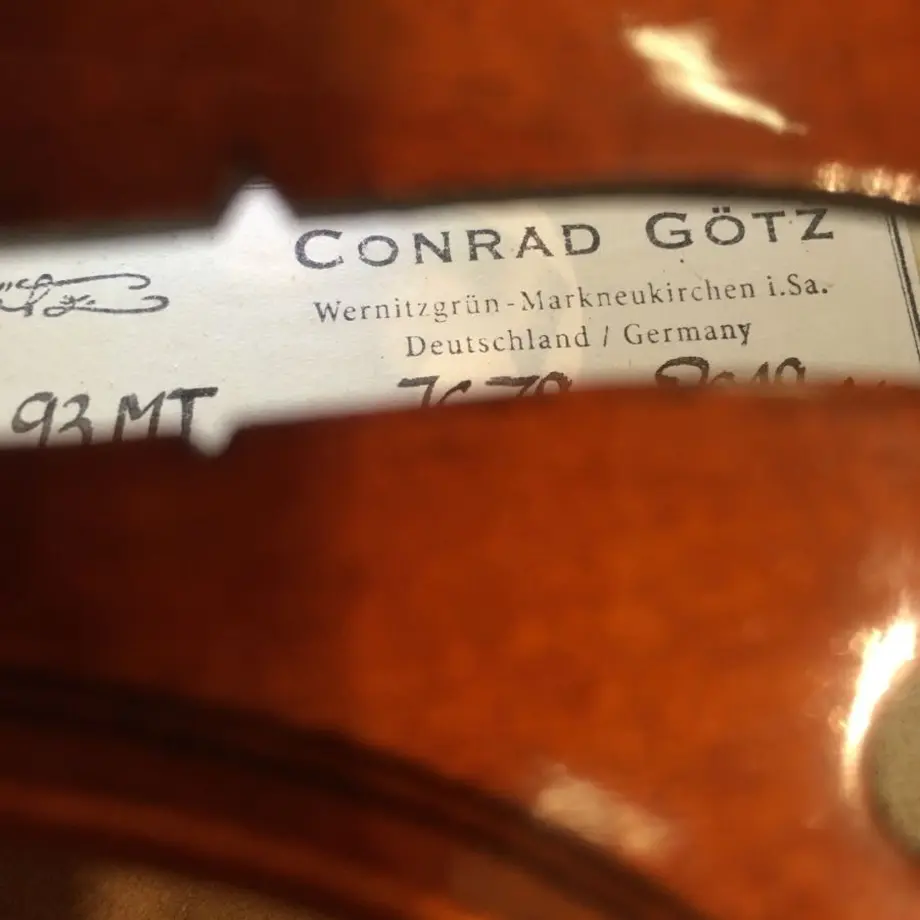 CONRAD GÖTZ
Wernitzgrün-Markneukirchen i.Sa.
Deutschland / Germany
93 MT